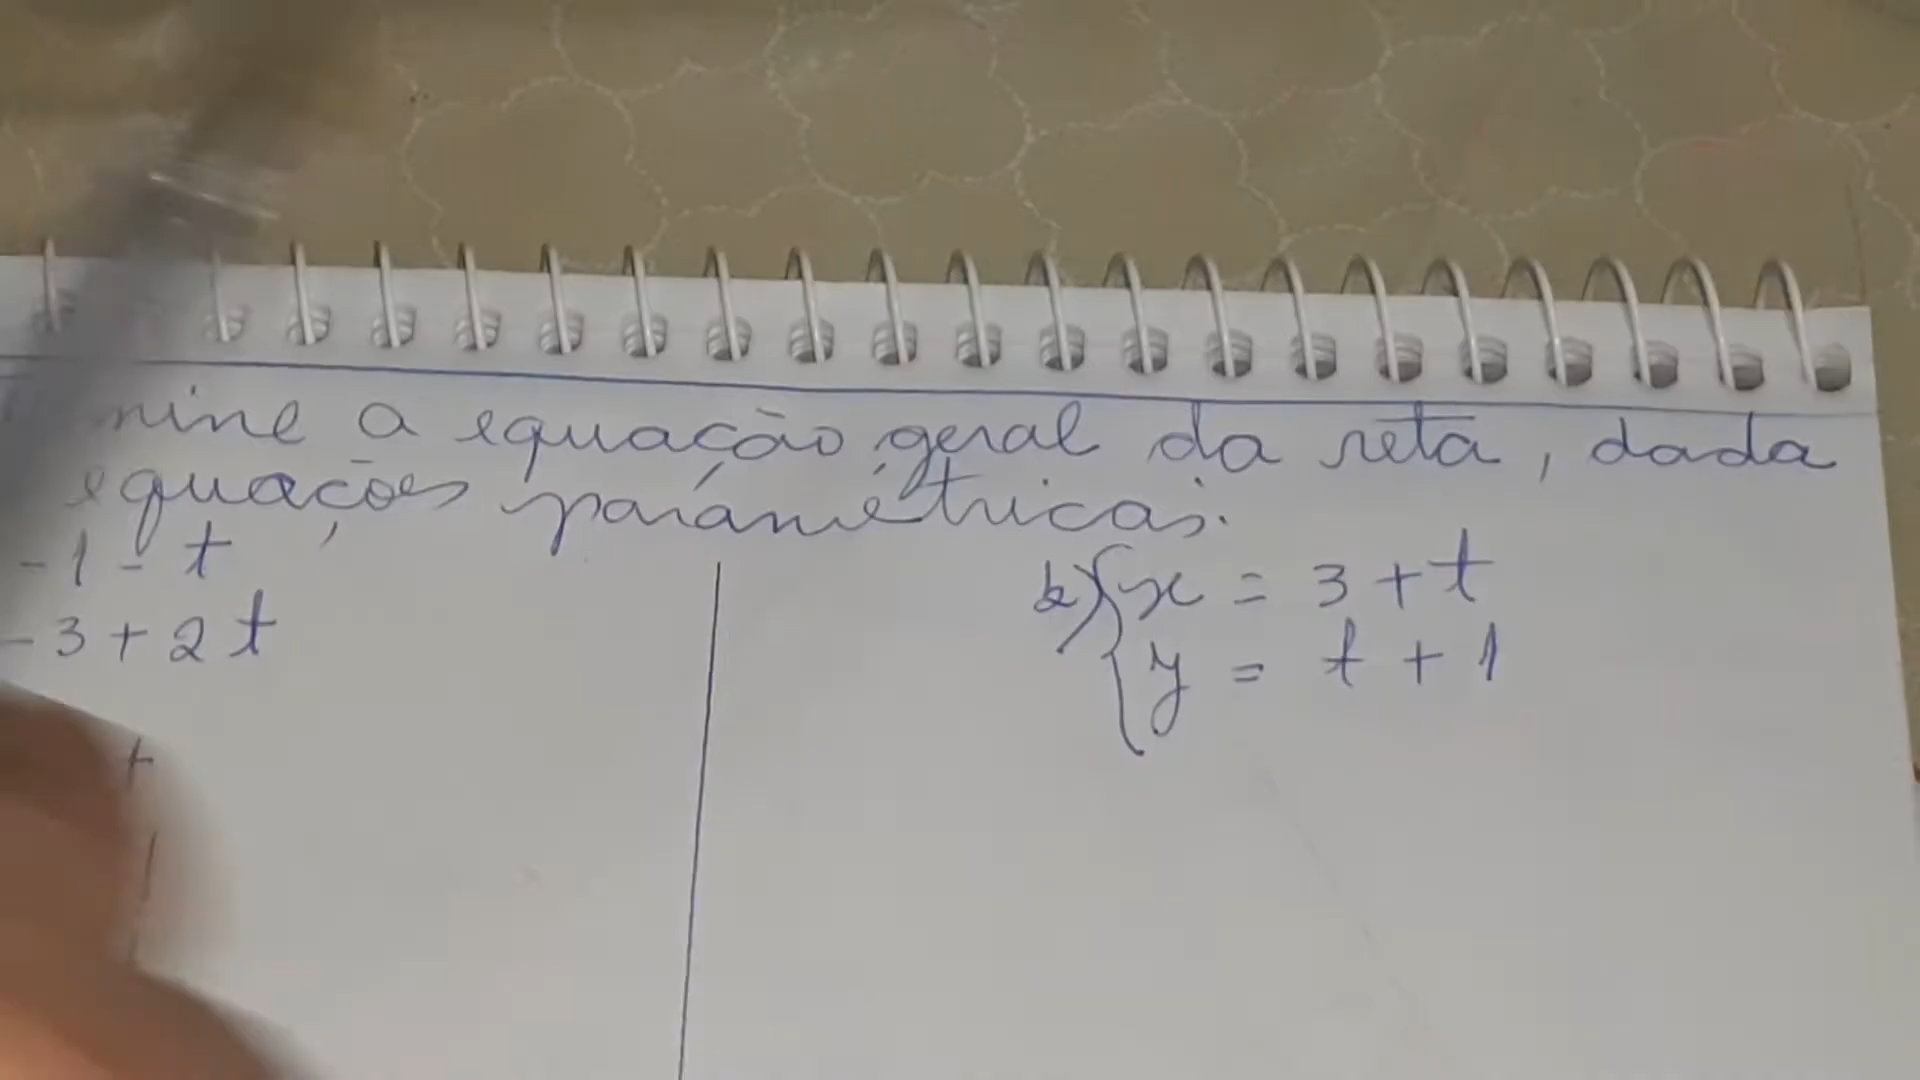 mine a equação geral da reta, dada
equações paramétricas.
-1 - t
-3 + 2t
b) { x = 3 + t
y = t + 1